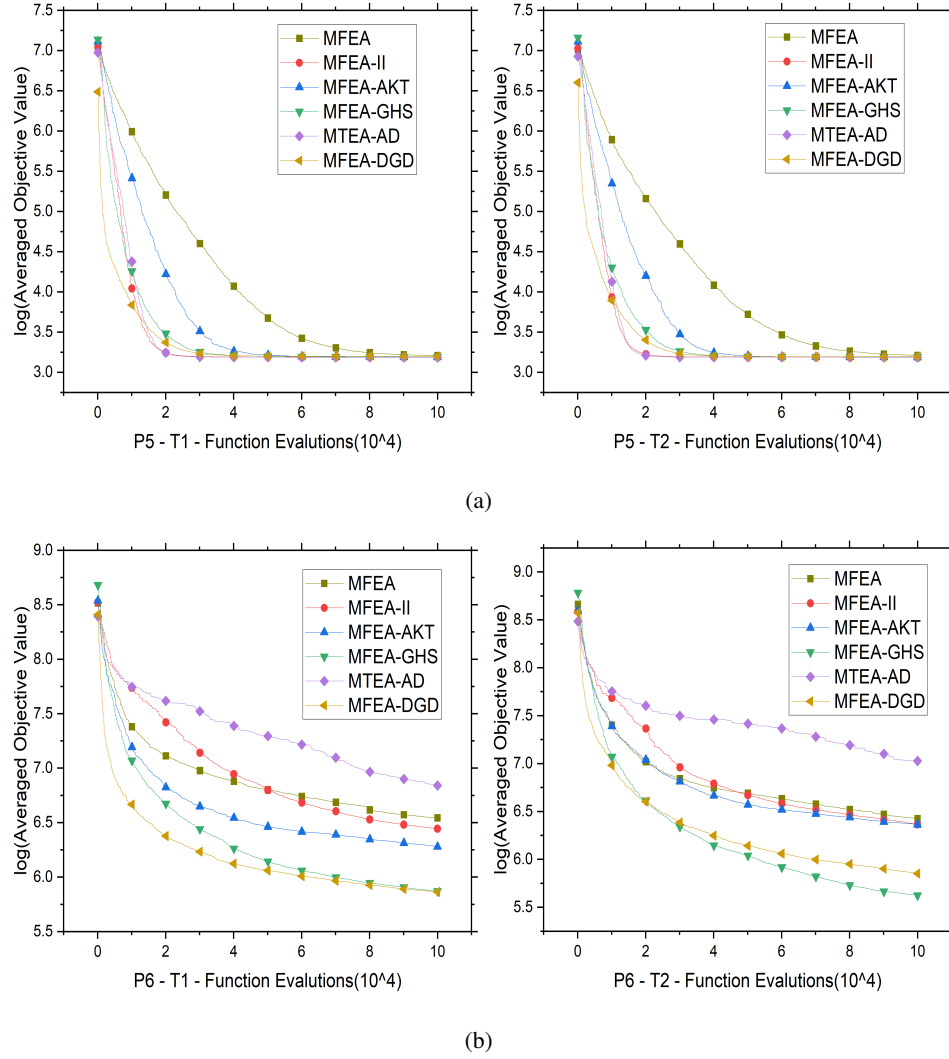 7.5
7.0
6.5
6.0
5.5
5.0
4.5
4.0
3.5
3.0
log(Averaged Objective Value)
MFEA
MFEA-II
MFEA-AKT
MFEA-GHS
MTEA-AD
MFEA-DGD
0 2 4 6 8 10
P5 - T1 - Function Evalutions(10^4)
7.5
7.0
6.5
6.0
5.5
5.0
4.5
4.0
3.5
3.0
log(Averaged Objective Value)
MFEA
MFEA-II
MFEA-AKT
MFEA-GHS
MTEA-AD
MFEA-DGD
0 2 4 6 8 10
P5 - T2 - Function Evalutions(10^4)
(a)
9.0
8.5
8.0
7.5
7.0
6.5
6.0
5.5
log(Averaged Objective Value)
MFEA
MFEA-II
MFEA-AKT
MFEA-GHS
MTEA-AD
MFEA-DGD
0 2 4 6 8 10
P6 - T1 - Function Evalutions(10^4)
9.0
8.5
8.0
7.5
7.0
6.5
6.0
5.5
log(Averaged Objective Value)
MFEA
MFEA-II
MFEA-AKT
MFEA-GHS
MTEA-AD
MFEA-DGD
0 2 4 6 8 10
P6 - T2 - Function Evalutions(10^4)
(b)